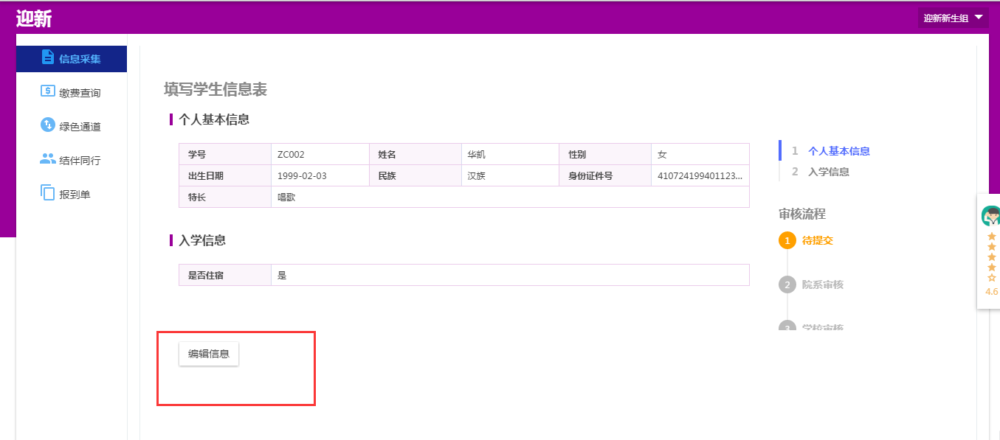 迎新
迎新新生组
信息采集
缴费查询
绿色通道
结伴同行
报到单
填写学生信息表
个人基本信息
学号 ZC002 姓名 华凯 性别 女
出生日期 1999-02-03 民族 汉族 身份证件号 410724199401123...
特长 唱歌
入学信息
是否住宿 是
编辑信息
1 个人基本信息
2 入学信息
审核流程
1 待提交
2 院系审核
3 学校审核
4.6